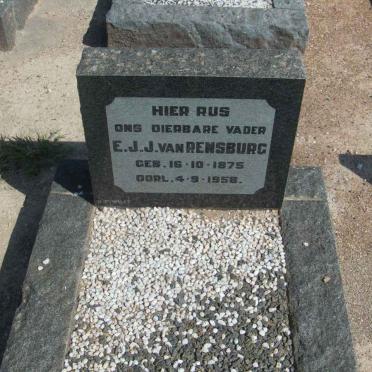 HIER RUS
ONS DIERBARE VADER
E.J.J. VAN RENSBURG
GEB. 16-10-1875
OORL. 4-9-1958.